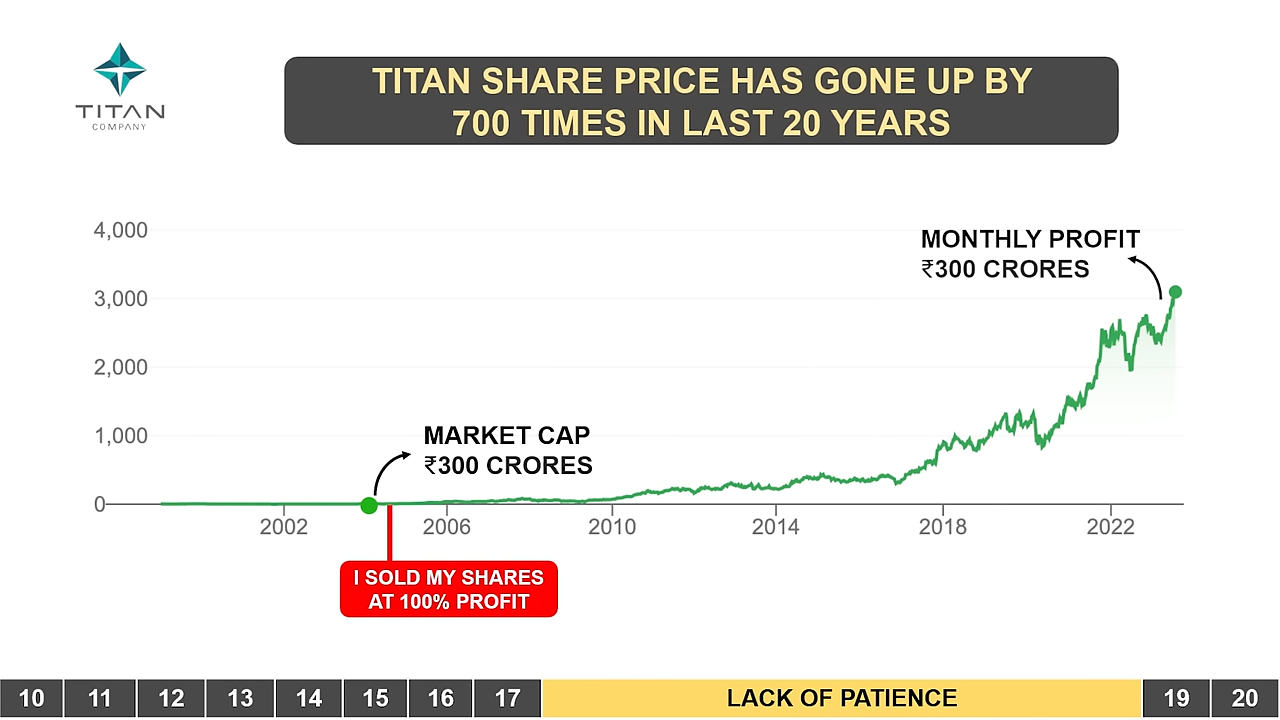 TITAN
COMPANY
TITAN SHARE PRICE HAS GONE UP BY
700 TIMES IN LAST 20 YEARS
4,000
3,000
2,000
1,000
0
MONTHLY PROFIT
₹300 CRORES
MARKET CAP
₹300 CRORES
2002
2006
2010
2014
2018
2022
I SOLD MY SHARES
AT 100% PROFIT
10 11 12 13 14 15 16 17 LACK OF PATIENCE 19 20